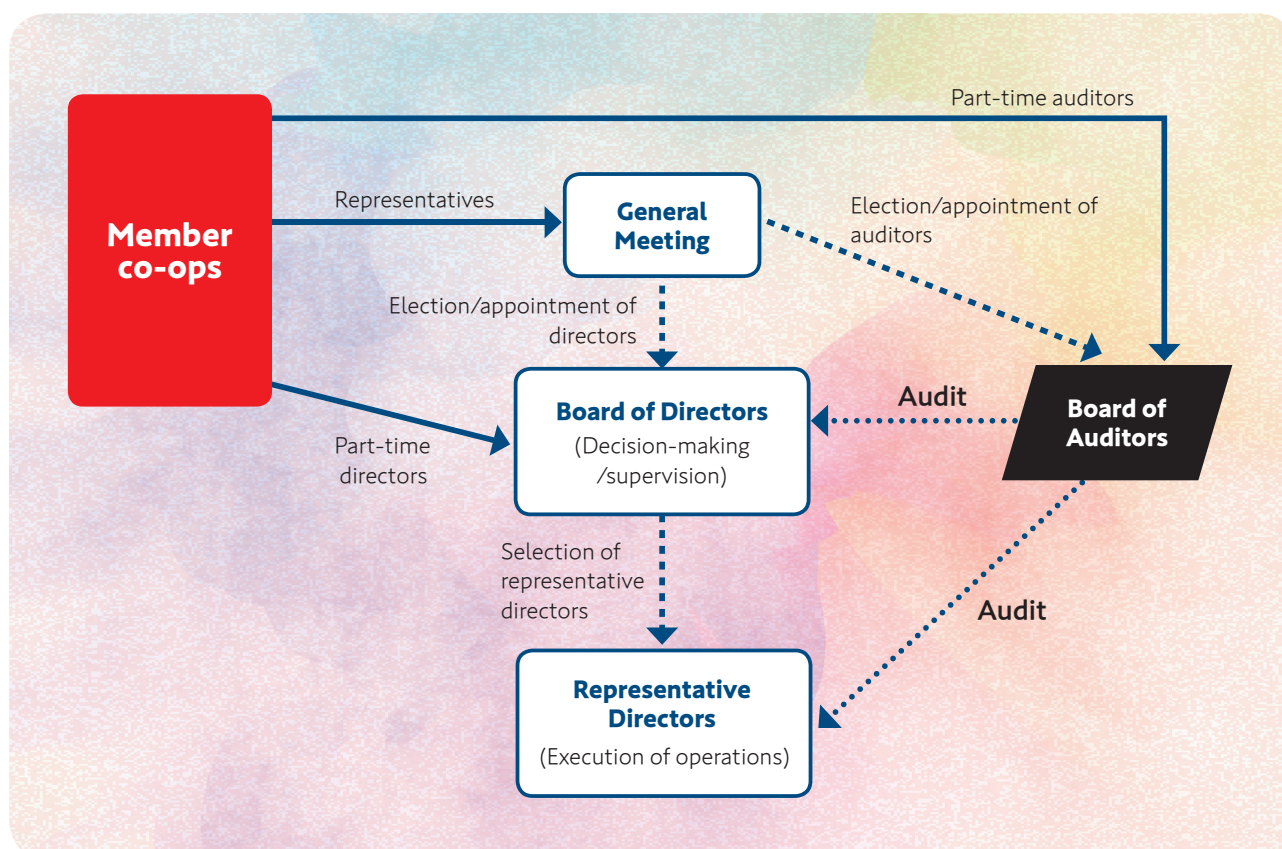 Part-time auditors
Member
co-ops
Representatives
General
Meeting
Election/appointment of
auditors
Election/appointment of
directors
Part-time
directors
Board of Directors
(Decision-making
/supervision)
Audit
Board of
Auditors
Selection of
representative
directors
Audit
Representative
Directors
(Execution of operations)